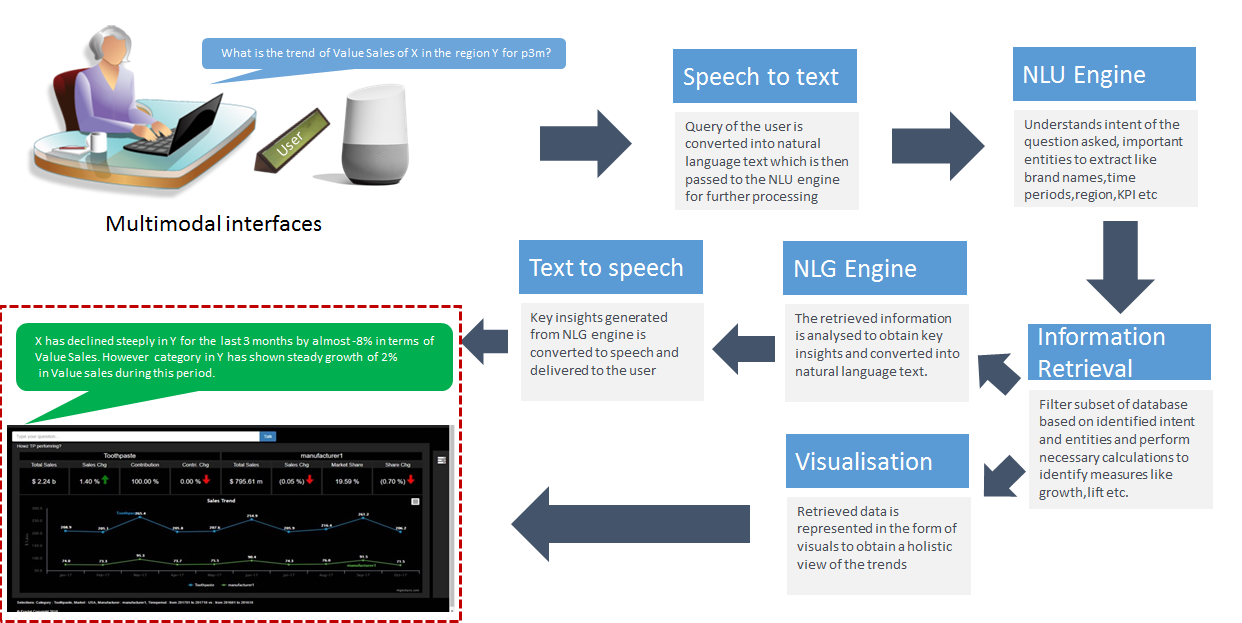 What is the trend of Value Sales of X in the region Y for p3m?
User
Multimodal interfaces
Speech to text
Query of the user is
converted into natural
language text which is then
passed to the NLU engine
for further processing
NLU Engine
Understands intent of the
question asked, important
entities to extract like
brand names,time
periods,region,KPI etc
Information
Retrieval
Filter subset of database
based on identified intent
and entities and perform
necessary calculations to
identify measures like
growth,lift etc.
NLG Engine
The retrieved information
is analysed to obtain key
insights and converted into
natural language text.
Text to speech
Key insights generated
from NLG engine is
converted to speech and
delivered to the user
Visualisation
Retrieved data is
represented in the form of
visuals to obtain a holistic
view of the trends
X has declined steeply in Y for the last 3 months by almost -8% in terms of
Value Sales. However category in Y has shown steady growth of 2%
in Value sales during this period.
Type your question...
Talk
Toothpaste manufacturer1
Total Sales Sales Chg Contribution Contr. Chg Total Sales Sales Chg Market Share Share Chg
$ 2.24 b 1.40 % 100.00 % 0.00 % $ 795.61 m (0.05 %) 19.59 % (0.70 %)
Sales Trend
Toothpaste manufacturer1